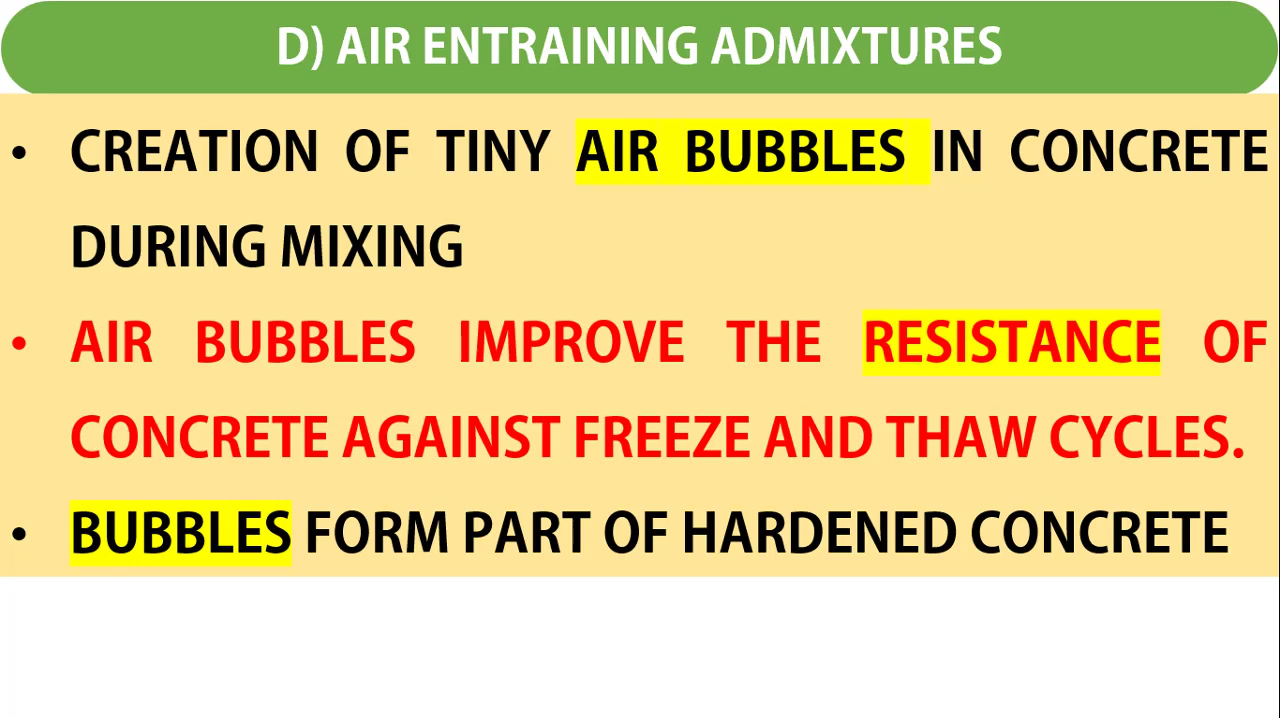 D) AIR ENTRAINING ADMIXTURES
• CREATION OF TINY AIR BUBBLES IN CONCRETE
DURING MIXING
• AIR BUBBLES IMPROVE THE RESISTANCE OF
CONCRETE AGAINST FREEZE AND THAW CYCLES.
• BUBBLES FORM PART OF HARDENED CONCRETE